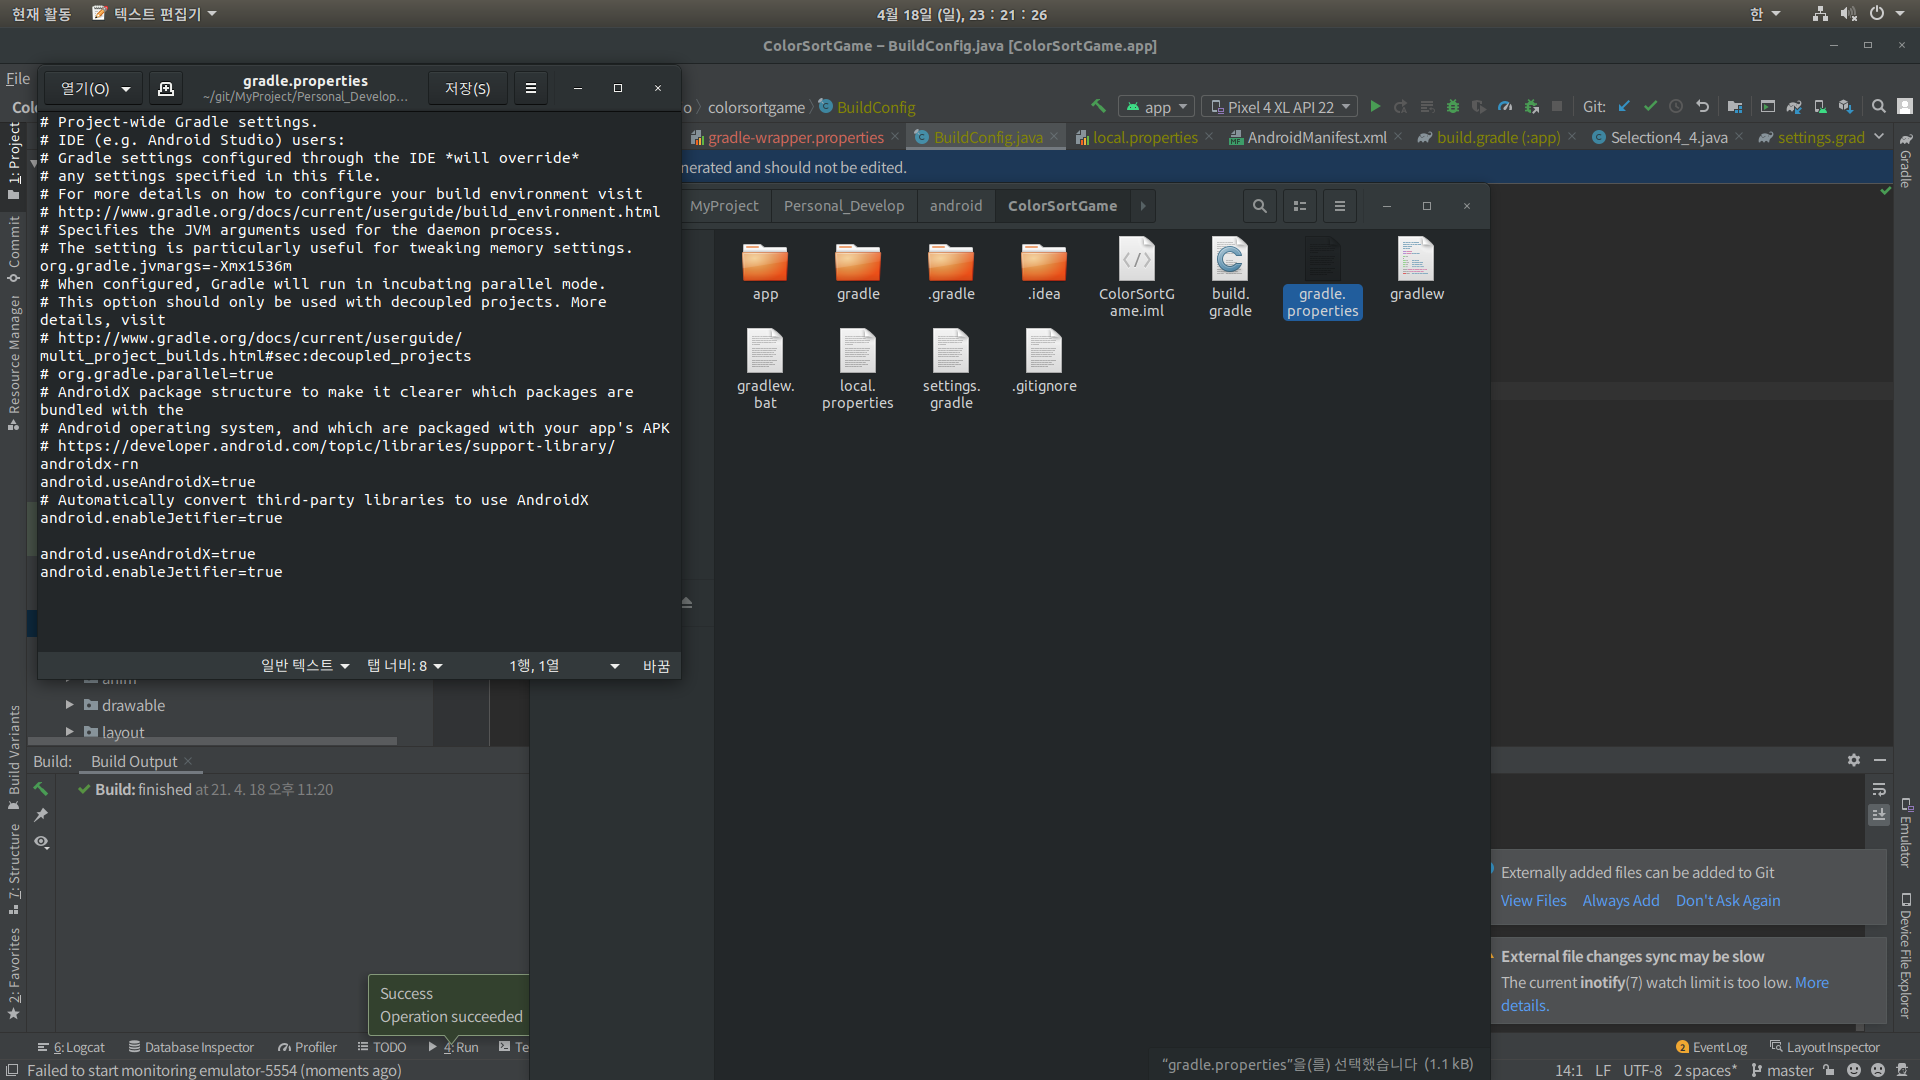 현재 활동
텍스트 편집기
4월 18일 (일), 23 : 21 : 26
한
ColorSortGame – BuildConfig.java [ColorSortGame.app]
File
열기(O)
gradle.properties
~/git/MyProject/Personal_Develop…
저장(S)
colorsortgame
BuildConfig
app
Pixel 4 XL API 22
Git:
gradle-wrapper.properties
BuildConfig.java
local.properties
AndroidManifest.xml
build.gradle (:app)
Selection4_4.java
settings.grad
nerated and should not be edited.
# Project-wide Gradle settings.
# IDE (e.g. Android Studio) users:
# Gradle settings configured through the IDE *will override*
# any settings specified in this file.
# For more details on how to configure your build environment visit
# http://www.gradle.org/docs/current/userguide/build_environment.html
# Specifies the JVM arguments used for the daemon process.
# The setting is particularly useful for tweaking memory settings.
org.gradle.jvmargs=-Xmx1536m
# When configured, Gradle will run in incubating parallel mode.
# This option should only be used with decoupled projects. More
details, visit
# http://www.gradle.org/docs/current/userguide/
multi_project_builds.html#sec:decoupled_projects
# org.gradle.parallel=true
# AndroidX package structure to make it clearer which packages are
bundled with the
# Android operating system, and which are packaged with your app's APK
# https://developer.android.com/topic/libraries/support-library/
androidx-rn
android.useAndroidX=true
# Automatically convert third-party libraries to use AndroidX
android.enableJetifier=true
android.useAndroidX=true
android.enableJetifier=true
일반 텍스트
탭 너비: 8
1행, 1열
바꿈
MyProject
Personal_Develop
android
ColorSortGame
app
gradle
.gradle
.idea
ColorSortG
ame.iml
build.
gradle
gradle.
properties
gradlew
gradlew.
bat
local.
properties
settings.
gradle
.gitignore
"gradle.properties"을(를) 선택했습니다 (1.1 kB)
1: Project
Commit
Resource Manager
Build Variants
7: Structure
2: Favorites
Gradle
Emulator
Device File Explorer
anim
drawable
layout
Build:
Build Output
Build: finished at 21. 4. 18 오후 11:20
Success
Operation succeeded
Externally added files can be added to Git
View Files
Always Add
Don't Ask Again
External file changes sync may be slow
The current inotify(7) watch limit is too low. More
details.
6: Logcat
Database Inspector
Profiler
TODO
4: Run
Te
2
Event Log
Layout Inspector
Failed to start monitoring emulator-5554 (moments ago)
14:1
LF
UTF-8
2 spaces*
master